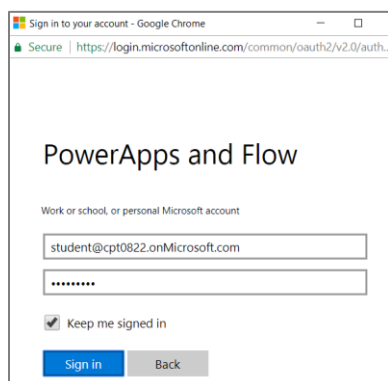 Sign in to your account - Google Chrome
Secure | https://login.microsoftonline.com/common/oauth2/v2.0/auth...
PowerApps and Flow
Work or school, or personal Microsoft account
student@cpt0822.onMicrosoft.com
•••••••••
Keep me signed in
Sign in Back